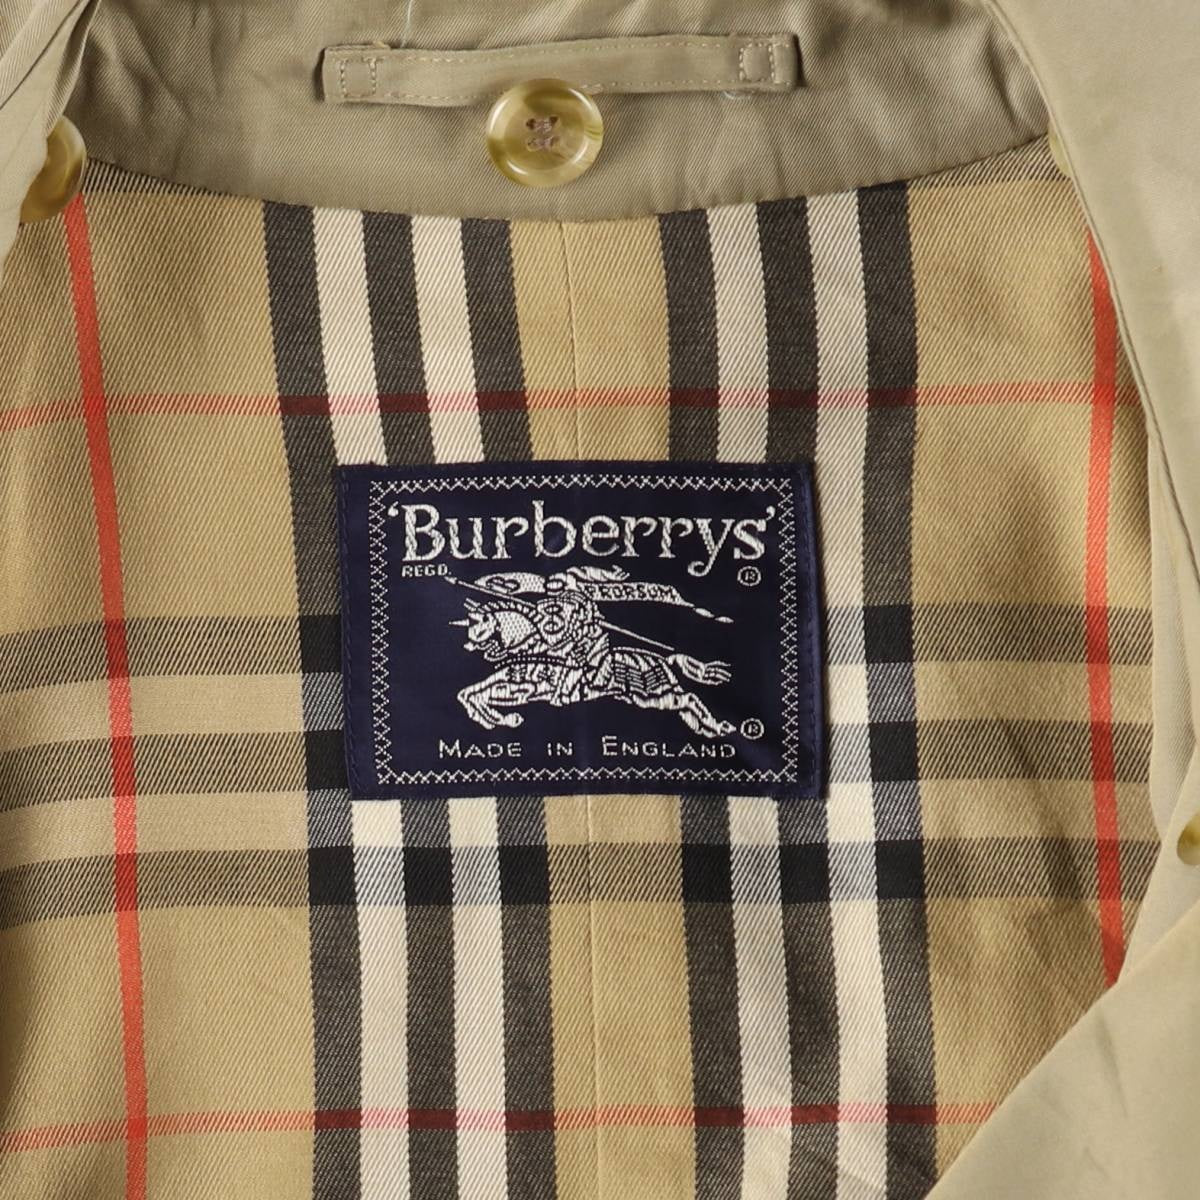 'Burberrys'
REGD. ®
PRORSUM
®
MADE IN ENGLAND